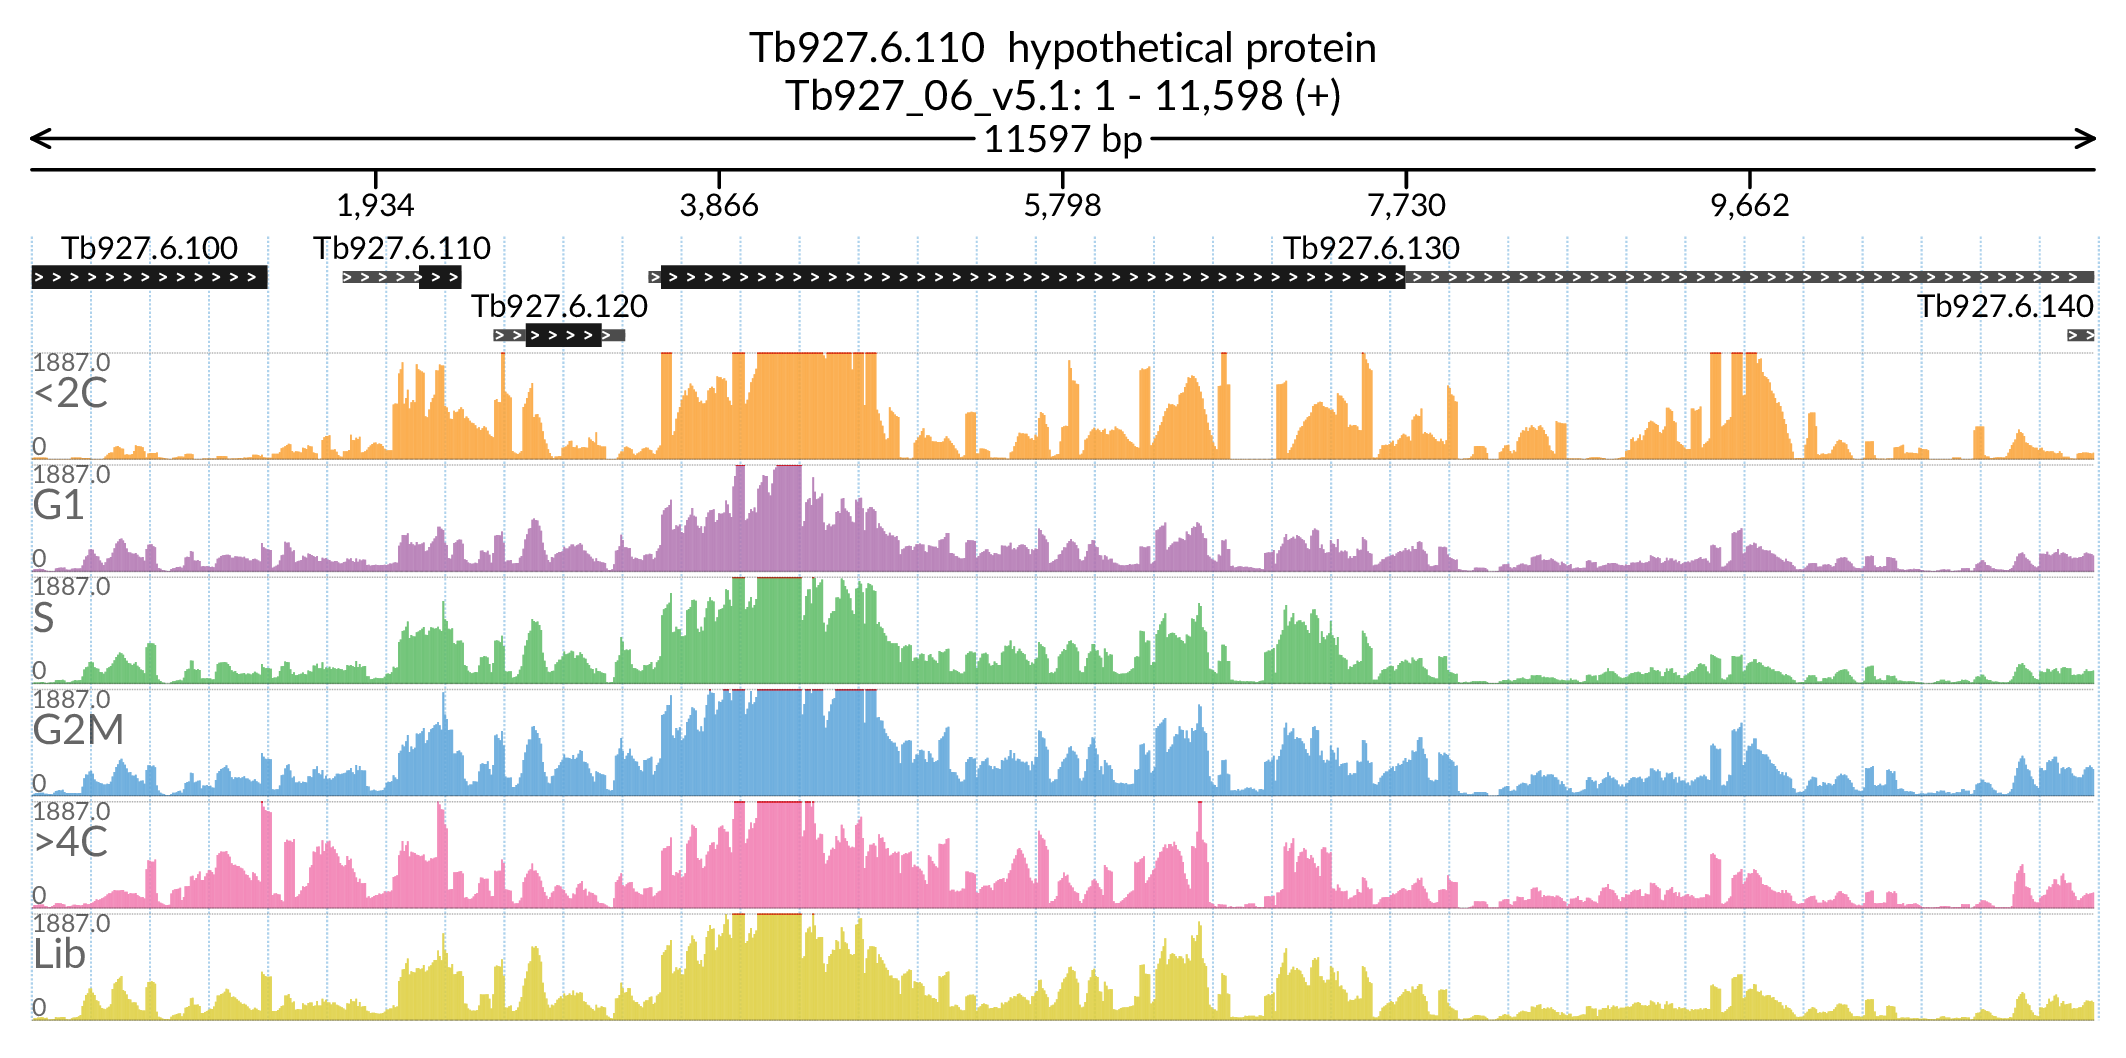 Tb927.6.110  hypothetical protein
Tb927_06_v5.1: 1 - 11,598 (+)
11597 bp
1,934 3,866 5,798 7,730 9,662
Tb927.6.100 Tb927.6.110 Tb927.6.130
Tb927.6.120 Tb927.6.140
1887.0
<2C
0
1887.0
G1
0
1887.0
S
0
1887.0
G2M
0
1887.0
>4C
0
1887.0
Lib
0